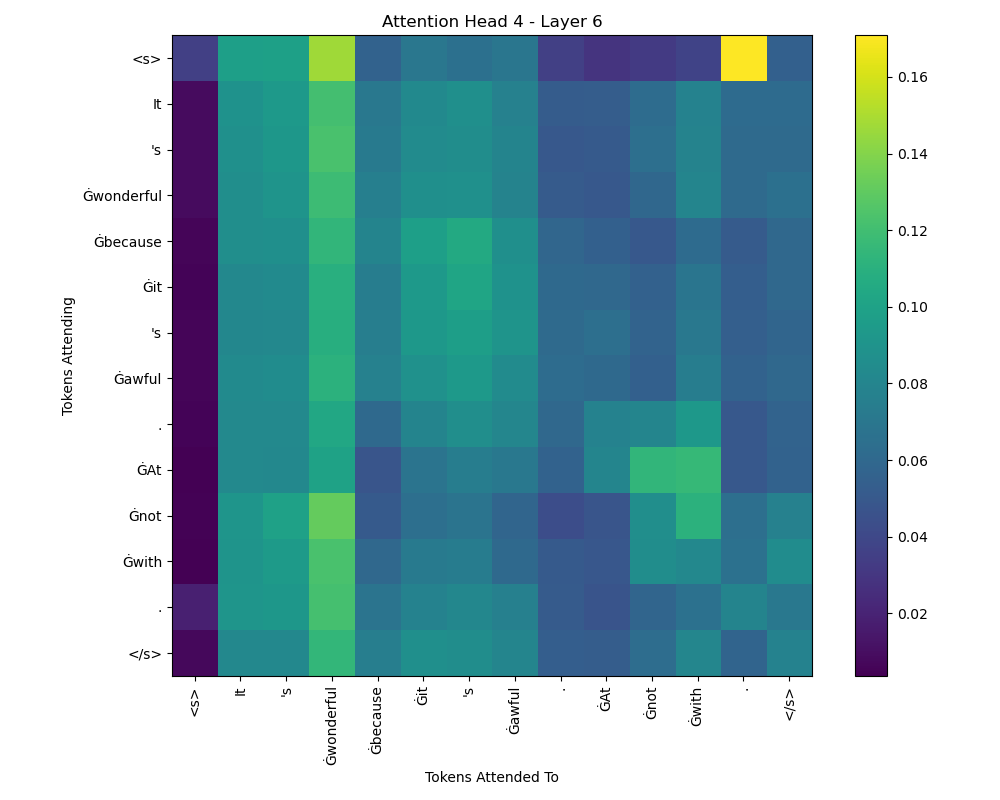 Attention Head 4 - Layer 6
Tokens Attending
<s>
It
's
Ġwonderful
Ġbecause
Ġit
's
Ġawful
.
ĠAt
Ġnot
Ġwith
.
</s>
<s>
It
's
Ġwonderful
Ġbecause
Ġit
's
Ġawful
.
ĠAt
Ġnot
Ġwith
.
</s>
Tokens Attended To
0.16
0.14
0.12
0.10
0.08
0.06
0.04
0.02